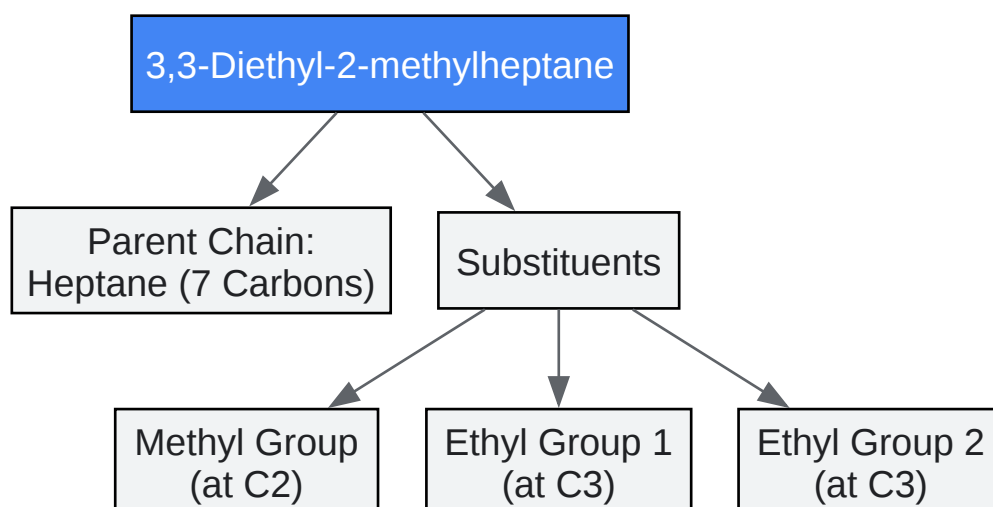 3,3-Diethyl-2-methylheptane
Parent Chain:
Heptane (7 Carbons)
Substituents
Methyl Group
(at C2)
Ethyl Group 1
(at C3)
Ethyl Group 2
(at C3)